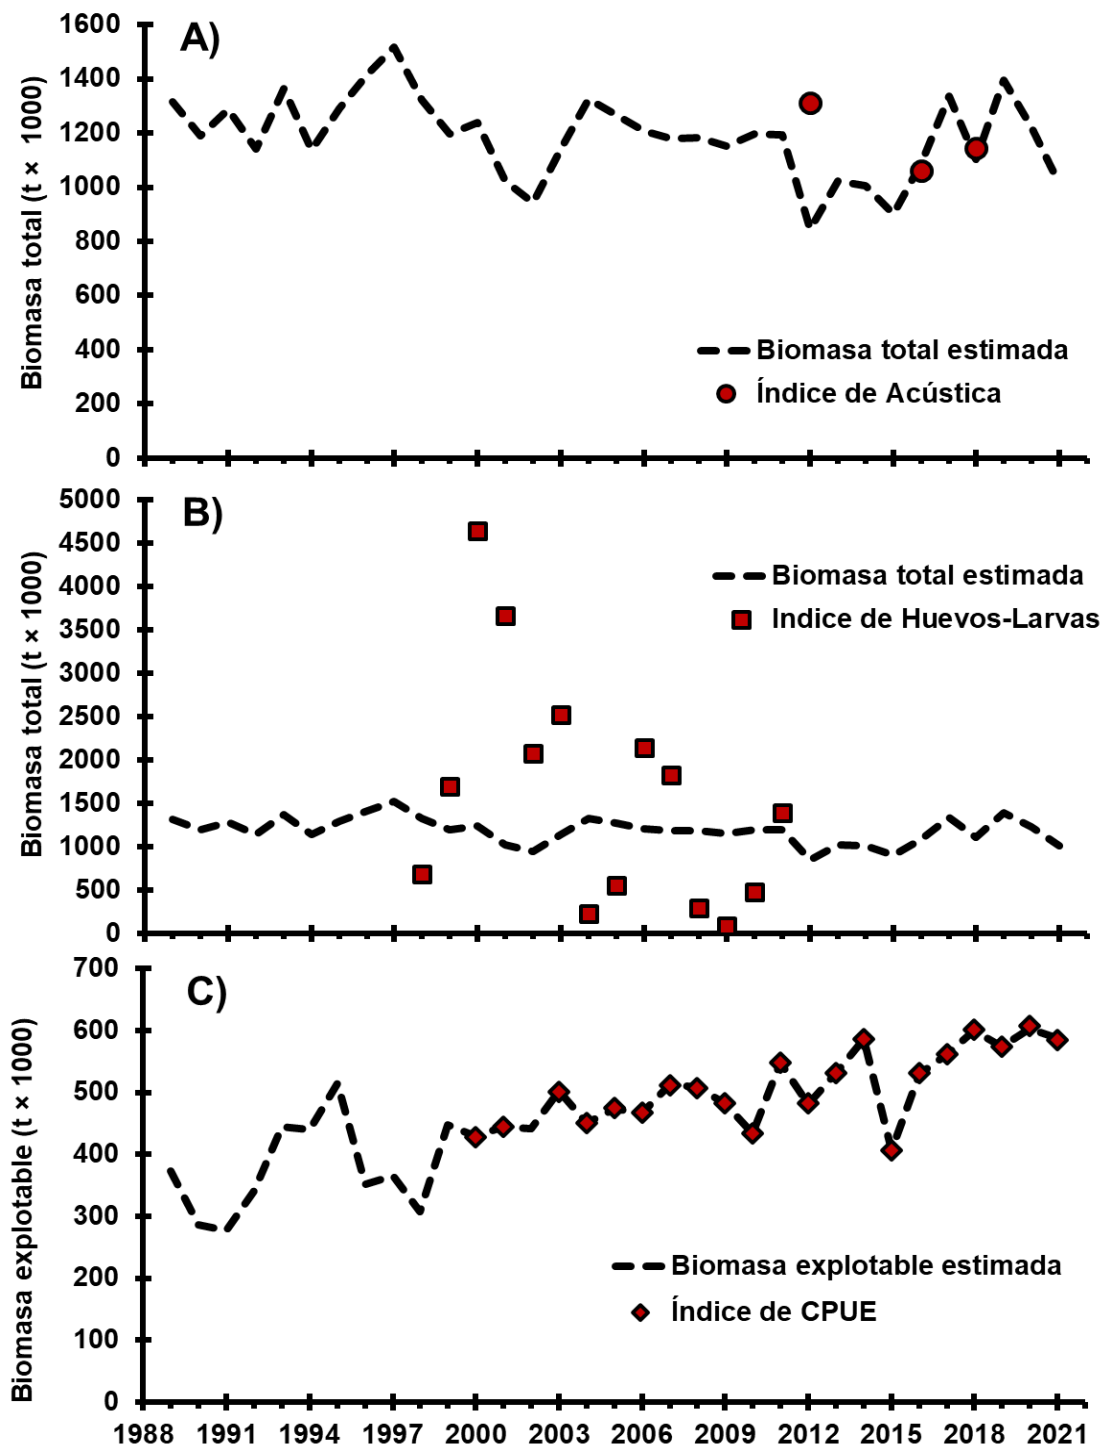 A)
Biomasa total (t × 1000)
1600
1400
1200
1000
800
600
400
200
0
Biomasa total estimada
Índice de Acústica
B)
Biomasa total (t × 1000)
5000
4500
4000
3500
3000
2500
2000
1500
1000
500
0
Biomasa total estimada
Indice de Huevos-Larvas
C)
Biomasa explotable (t × 1000)
700
600
500
400
300
200
100
0
Biomasa explotable estimada
Índice de CPUE
1988 1991 1994 1997 2000 2003 2006 2009 2012 2015 2018 2021